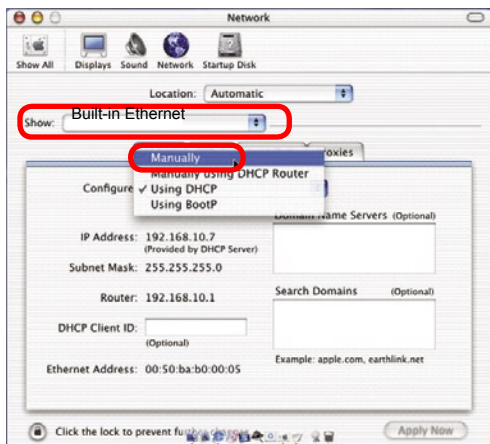 Network
Show All Displays Sound Network Startup Disk
Location: Automatic
Show: Built-in Ethernet
Manually
Manually using DHCP Router
Configure ✓ Using DHCP
Using BootP
Domain Name Servers (Optional)
IP Address: 192.168.10.7
(Provided by DHCP Server)
Subnet Mask: 255.255.255.0
Router: 192.168.10.1
Search Domains (Optional)
DHCP Client ID:
(Optional)
Ethernet Address: 00:50:ba:b0:00:05
Example: apple.com, earthlink.net
Click the lock to prevent
Apply Now